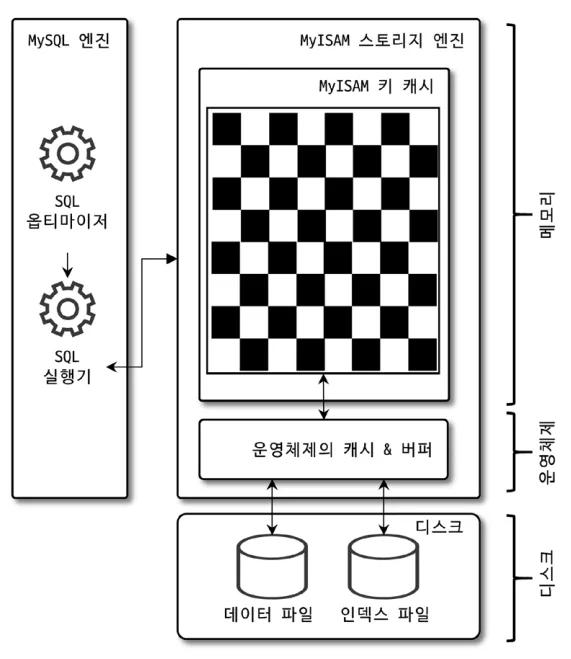 MySQL 엔진
SQL
옵티마이저
SQL
실행기
MyISAM 스토리지 엔진
MyISAM 키 캐시
운영체제의 캐시 & 버퍼
디스크
데이터 파일
인덱스 파일
메모리
운영체제
디스크